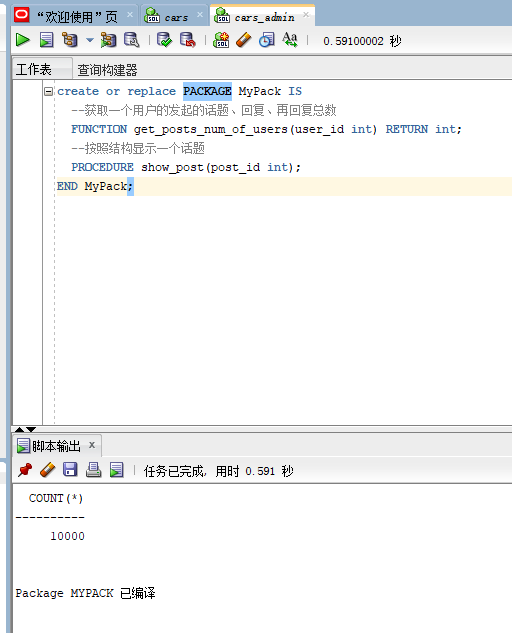 “欢迎使用”页
cars
cars_admin
0.59100002 秒
工作表
查询构建器
create or replace PACKAGE MyPack IS
--获取一个用户的发起的话题、回复、再回复总数
FUNCTION get_posts_num_of_users(user_id int) RETURN int;
--按照结构显示一个话题
PROCEDURE show_post(post_id int);
END MyPack;
脚本输出
任务已完成, 用时 0.591 秒
COUNT(*)
----------
10000
Package MYPACK 已编译